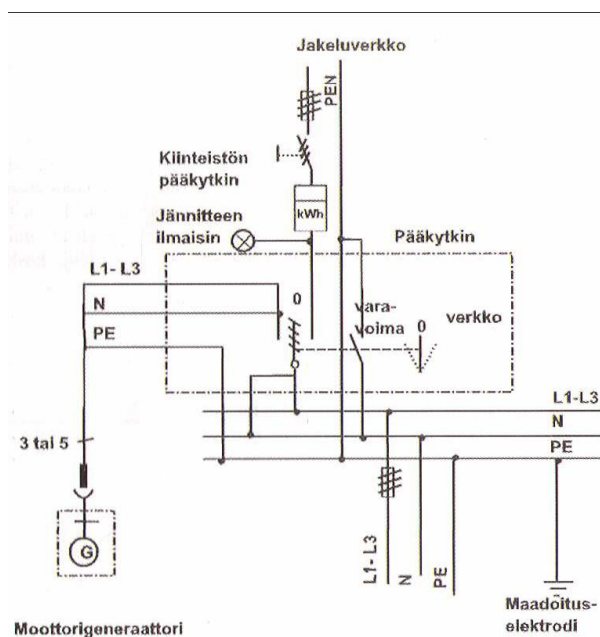 Jakeluverkko
PEN
Kiinteistön
pääkytkin
kWh
Jännitteen
ilmaisin
Pääkytkin
L1- L3
0
vara-
voima
0
verkko
N
PE
L1-L3
N
PE
3 tai 5
G
L1- L3
N
PE
Maadoitus-
elektrodi
Moottorigeneraattori